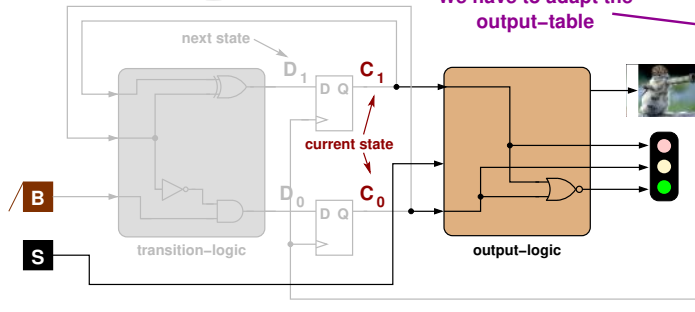 we have to adapt the
output–table
next state
D1
C1
D Q
current state
B
D0
C0
D Q
transition–logic
output–logic
S